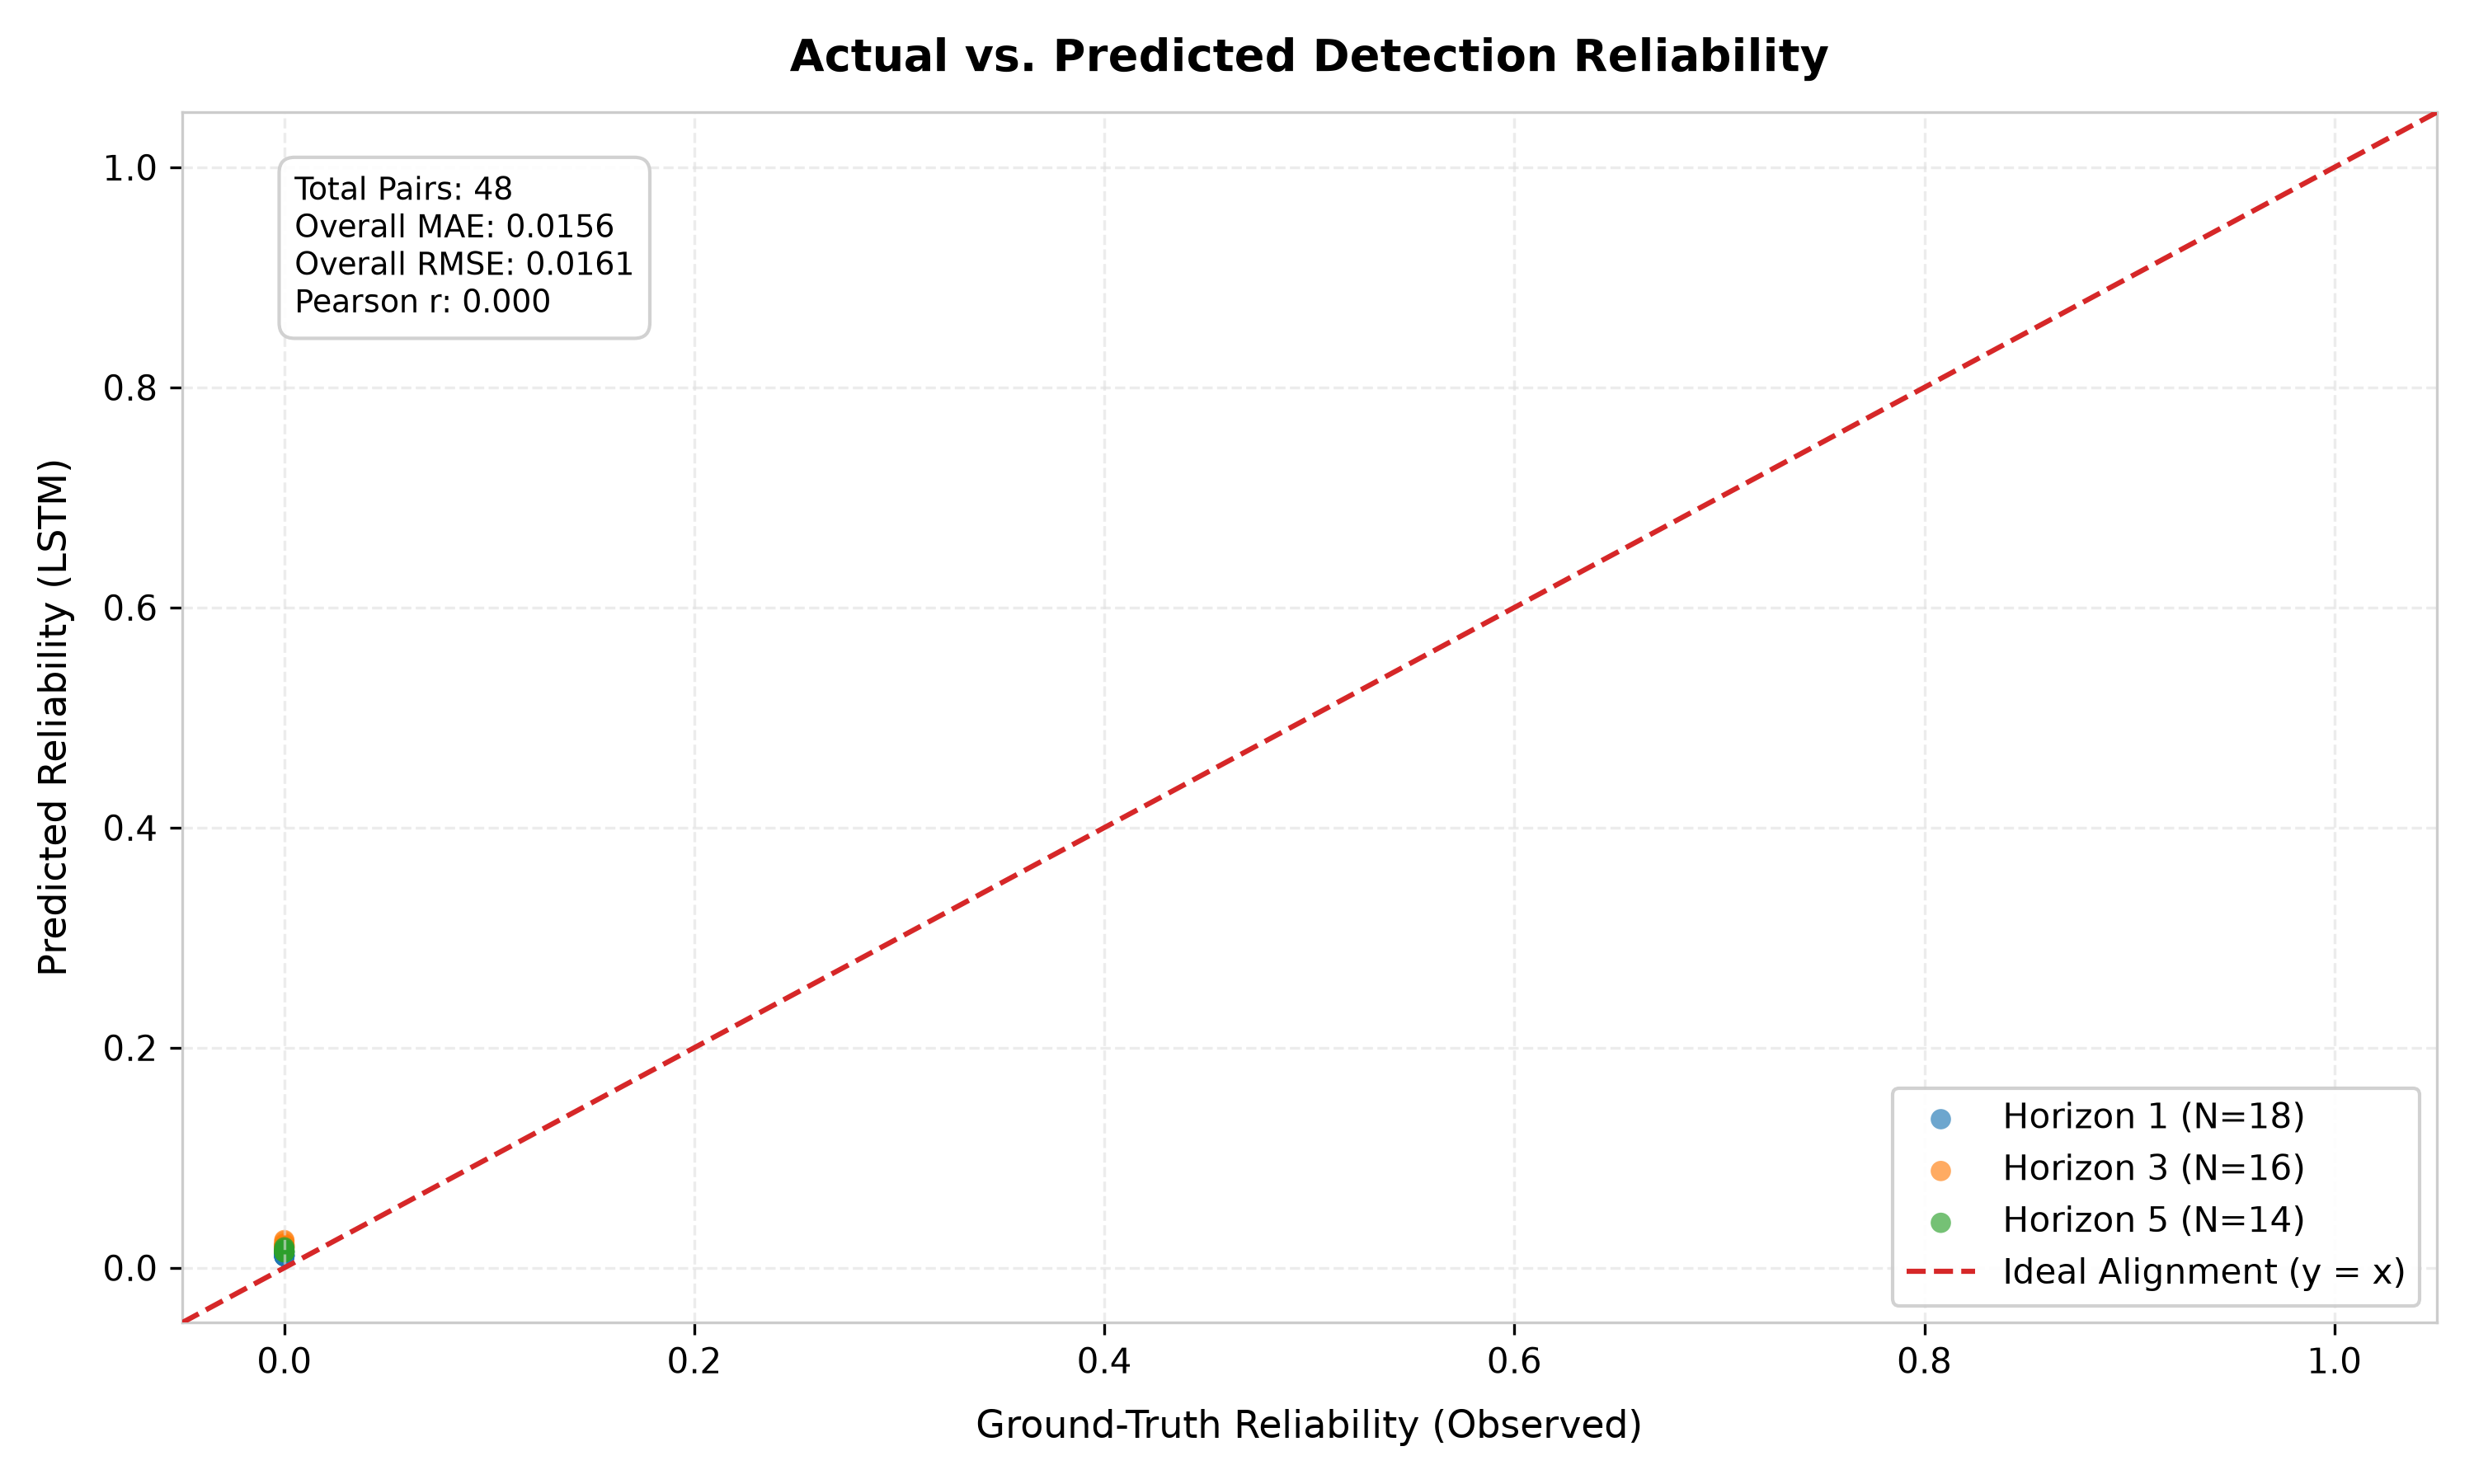 Actual vs. Predicted Detection Reliability
Total Pairs: 48
Overall MAE: 0.0156
Overall RMSE: 0.0161
Pearson r: 0.000
1.0
0.8
0.6
0.4
0.2
0.0
Predicted Reliability (LSTM)
Horizon 1 (N=18)
Horizon 3 (N=16)
Horizon 5 (N=14)
Ideal Alignment (y = x)
0.0 0.2 0.4 0.6 0.8 1.0
Ground-Truth Reliability (Observed)